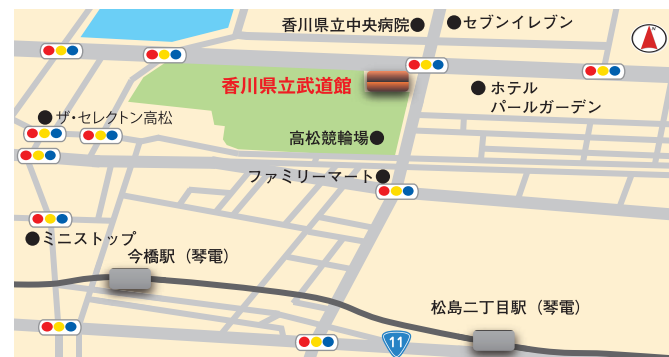 香川県立中央病院
セブンイレブン
N
香川県立武道館
ホテル
パールガーデン
ザ・セレクトン高松
高松競輪場
ファミリーマート
ミニストップ
今橋駅（琴電）
松島二丁目駅（琴電）
11